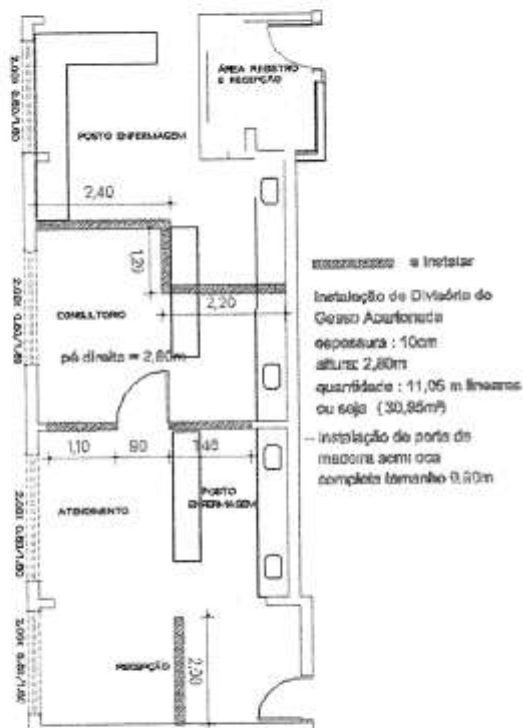 ÁREA REGISTRO
E RECEPÇÃO
POSTO ENFERMAGEM
2,40
1,20
2,20
CONSULTORIO
pé direito = 2,80m
1,10
90
1,40
POSTO
ENFERMAGEM
ATENDIMENTO
RECEPÇÃO
2,00
a Instalar
Instalação de Divisória de
Gesso Acartonado
espessura : 10cm
altura: 2,80m
quantidade : 11,05 m lineares
ou seja (30,95m²)
- Instalação de porta de
madeira semi oca
completa tamanho 0,90m